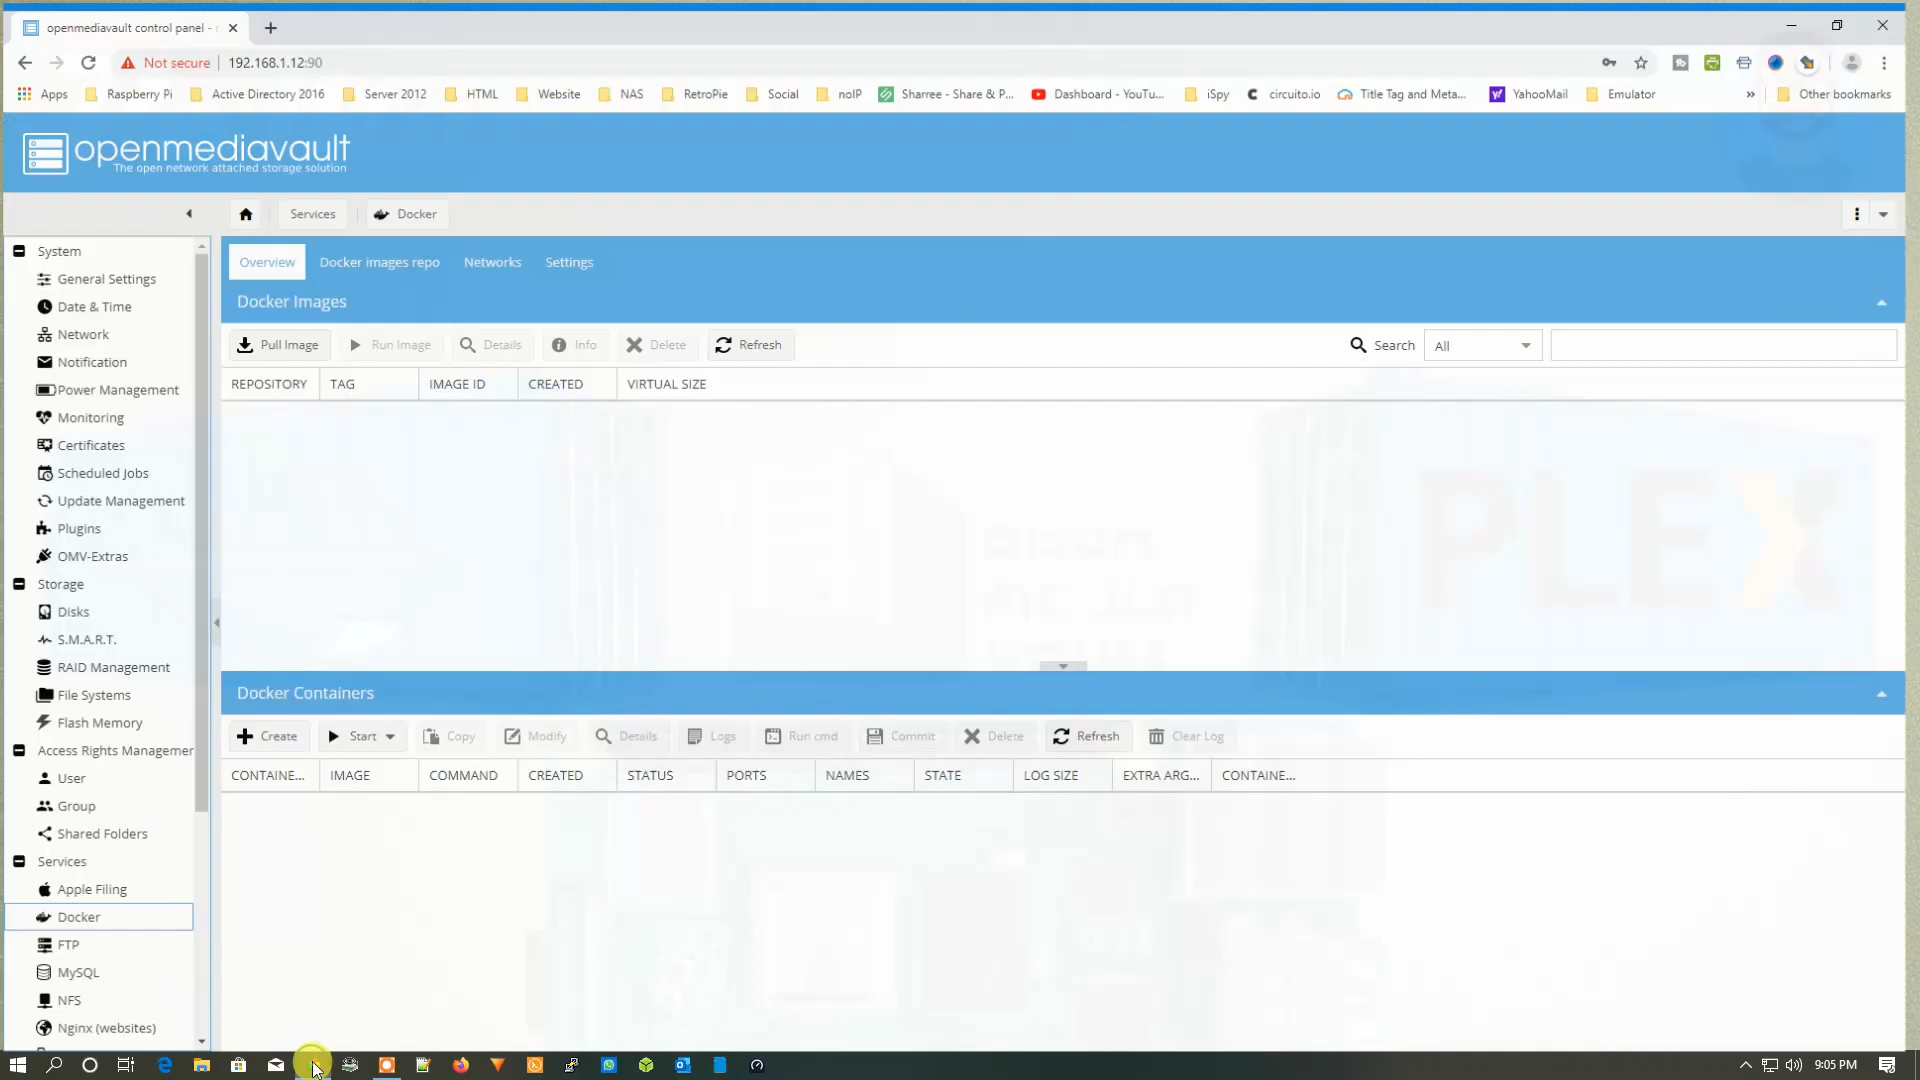 openmediavault control panel -
Not secure
192.168.1.12:90
Apps
Raspberry Pi
Active Directory 2016
Server 2012
HTML
Website
NAS
RetroPie
Social
noIP
Sharree - Share & P...
Dashboard - YouTu...
iSpy
circuito.io
Title Tag and Meta...
YahooMail
Emulator
»
Other bookmarks
openmediavault
The open network attached storage solution
Services
Docker
System
General Settings
Date & Time
Network
Notification
Power Management
Monitoring
Certificates
Scheduled Jobs
Update Management
Plugins
OMV-Extras
Storage
Disks
S.M.A.R.T.
RAID Management
File Systems
Flash Memory
Access Rights Managemer
User
Group
Shared Folders
Services
Apple Filing
Docker
FTP
MySQL
NFS
Nginx (websites)
Overview
Docker images repo
Networks
Settings
Docker Images
Pull Image
Run Image
Details
Info
Delete
Refresh
Search
All
REPOSITORY
TAG
IMAGE ID
CREATED
VIRTUAL SIZE
PLEX
Docker Containers
Create
Start
Copy
Modify
Details
Logs
Run cmd
Commit
Delete
Refresh
Clear Log
CONTAINE...
IMAGE
COMMAND
CREATED
STATUS
PORTS
NAMES
STATE
LOG SIZE
EXTRA ARG...
CONTAINE...
9:05 PM